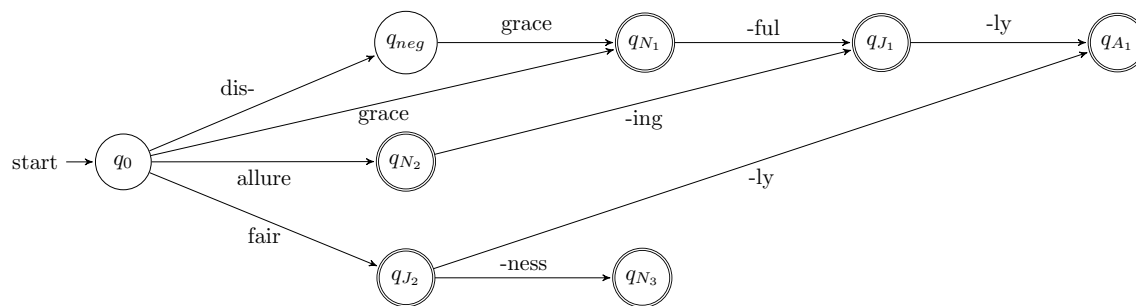 grace -ful -ly
q_neg q_N1 q_J1 q_A1
dis-
grace
-ing
start q_0 q_N2
allure -ly
fair
-ness
q_J2 q_N3